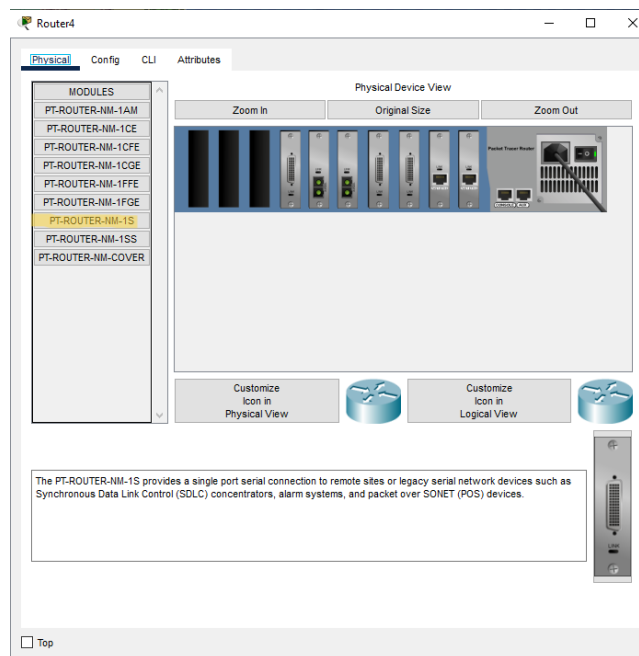 Router4
Physical
Config
CLI
Attributes
MODULES
PT-ROUTER-NM-1AM
PT-ROUTER-NM-1CE
PT-ROUTER-NM-1CFE
PT-ROUTER-NM-1CGE
PT-ROUTER-NM-1FFE
PT-ROUTER-NM-1FGE
PT-ROUTER-NM-1S
PT-ROUTER-NM-1SS
PT-ROUTER-NM-COVER
Physical Device View
Zoom In
Original Size
Zoom Out
Packet Tracer Router
CONSOLE
AUX
Customize
Icon in
Physical View
Customize
Icon in
Logical View
The PT-ROUTER-NM-1S provides a single port serial connection to remote sites or legacy serial network devices such as
Synchronous Data Link Control (SDLC) concentrators, alarm systems, and packet over SONET (POS) devices.
LINK
Top